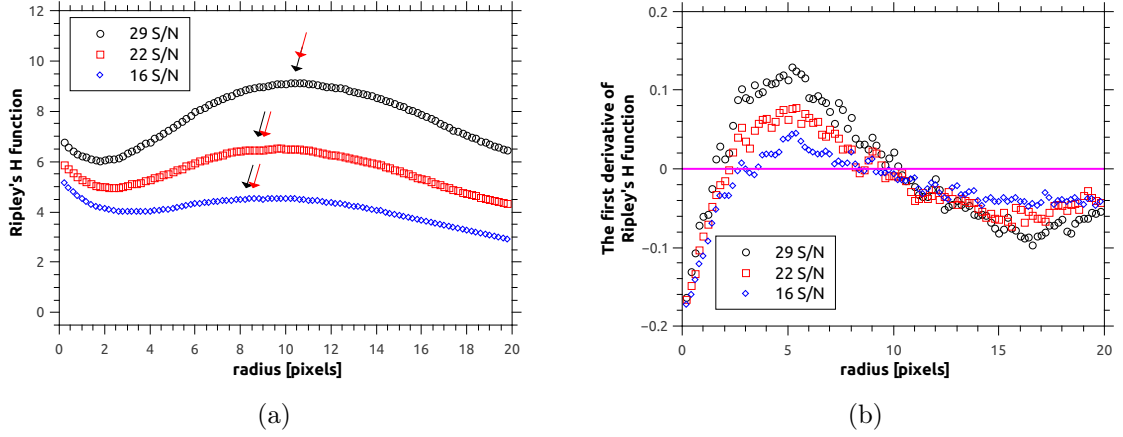 12
10
8
6
4
2
0
Ripley's H Function
29 S/N
22 S/N
16 S/N
0 2 4 6 8 10 12 14 16 18 20
radius [pixels]
(a)
0.2
0.1
0
−0.1
−0.2
The first derivative of
Ripley's H function
29 S/N
22 S/N
16 S/N
0 5 10 15 20
radius [pixels]
(b)